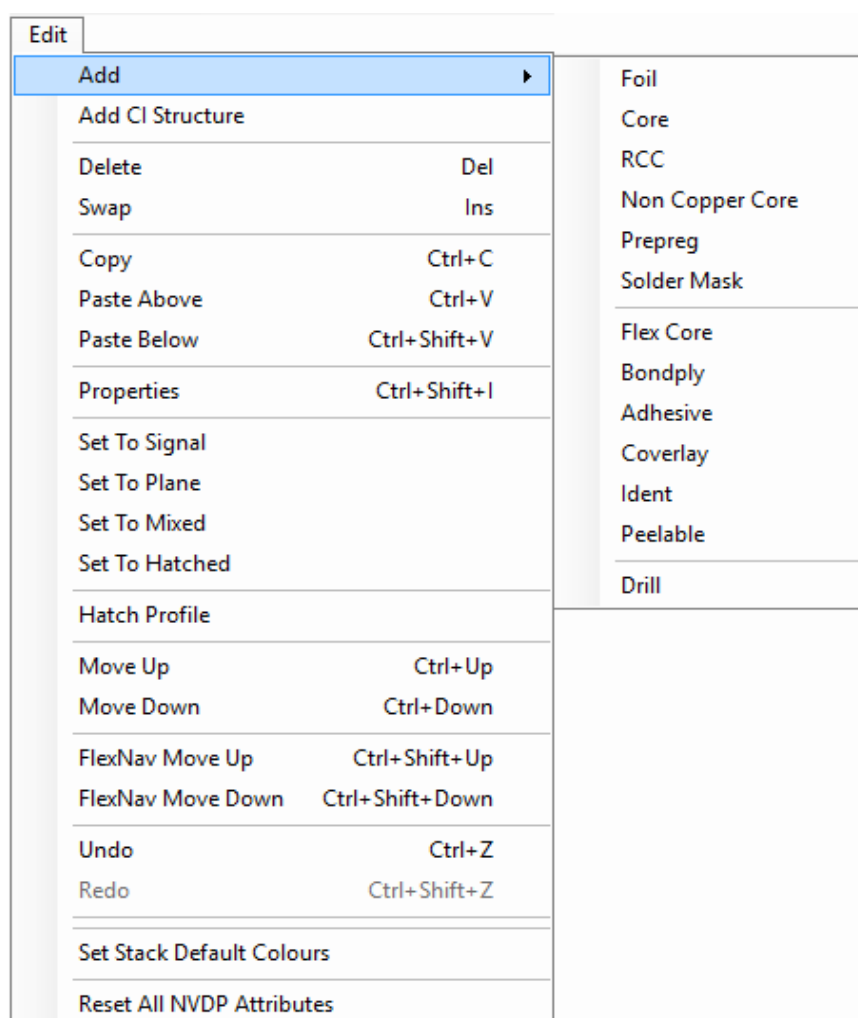 Edit
Add
Add CI Structure
Delete Del
Swap Ins
Copy Ctrl+C
Paste Above Ctrl+V
Paste Below Ctrl+Shift+V
Properties Ctrl+Shift+I
Set To Signal
Set To Plane
Set To Mixed
Set To Hatched
Hatch Profile
Move Up Ctrl+Up
Move Down Ctrl+Down
FlexNav Move Up Ctrl+Shift+Up
FlexNav Move Down Ctrl+Shift+Down
Undo Ctrl+Z
Redo Ctrl+Shift+Z
Set Stack Default Colours
Reset All NVDP Attributes
Foil
Core
RCC
Non Copper Core
Prepreg
Solder Mask
Flex Core
Bondply
Adhesive
Coverlay
Ident
Peelable
Drill